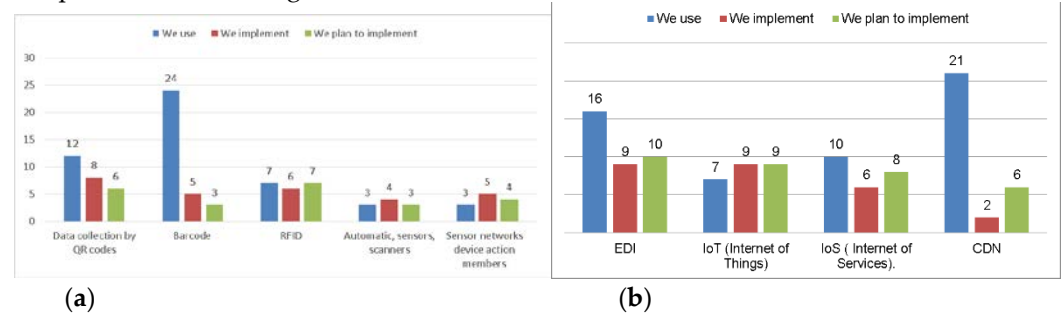 We use We implement We plan to implement
30
25
20
15
10
5
0
12 8 6
24 5 3
7 6 7
3 4 3
3 5 4
Data collection by
QR codes
Barcode
RFID
Automatic, sensors,
scanners
Sensor networks
device action
members
(a)
We use We implement We plan to implement
16 9 10
7 9 9
10 6 8
21 2 6
EDI
IoT (Internet of
Things)
IoS ( Internet of
Services).
CDN
(b)